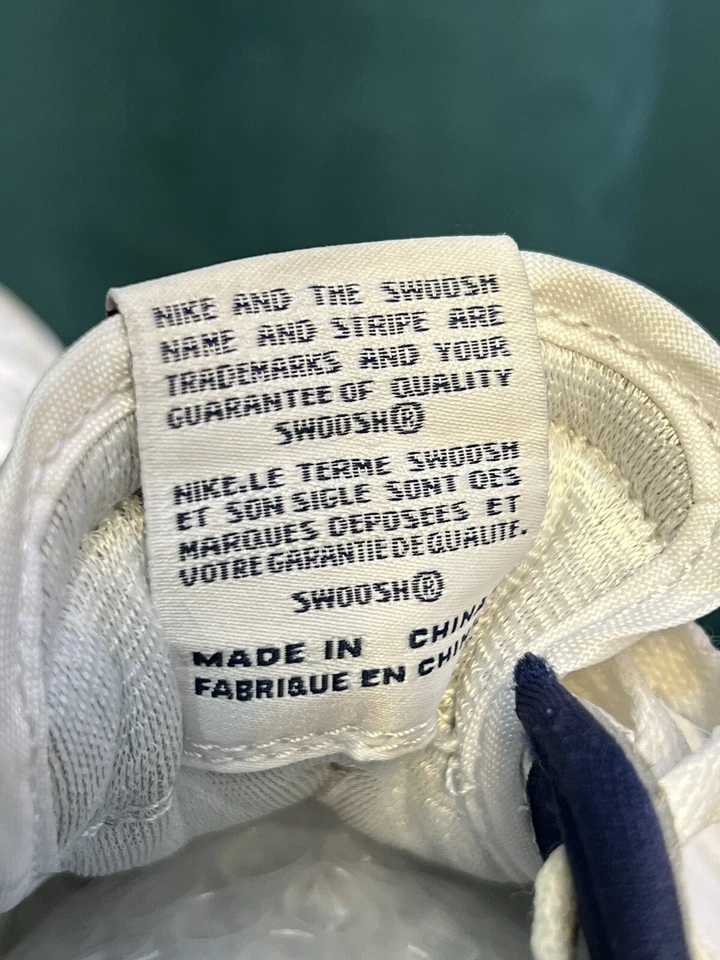 NIKE AND THE SWOOSH
NAME AND STRIPE ARE
TRADEMARKS AND YOUR
GUARANTEE OF QUALITY
SWOOSH®
NIKE.LE TERME SWOOSH
ET SON SIGLE SONT DES
MARQUES DEPOSEES ET
VOTRE GARANTIE DE QUALITE.
SWOOSH®
MADE IN CHINA
FABRIQUE EN CHIN